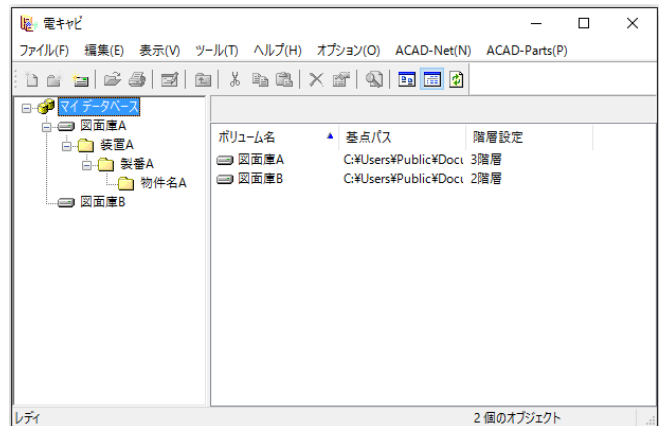 電キャビ
ファイル(F) 編集(E) 表示(V) ツール(T) ヘルプ(H) オプション(O) ACAD-Net(N) ACAD-Parts(P)
マイ データベース
図面庫A
装置A
製番A
物件名A
図面庫B
ボリューム名 基点パス 階層設定
図面庫A C:¥Users¥Public¥Docu 3階層
図面庫B C:¥Users¥Public¥Docu 2階層
レディ 2 個のオブジェクト